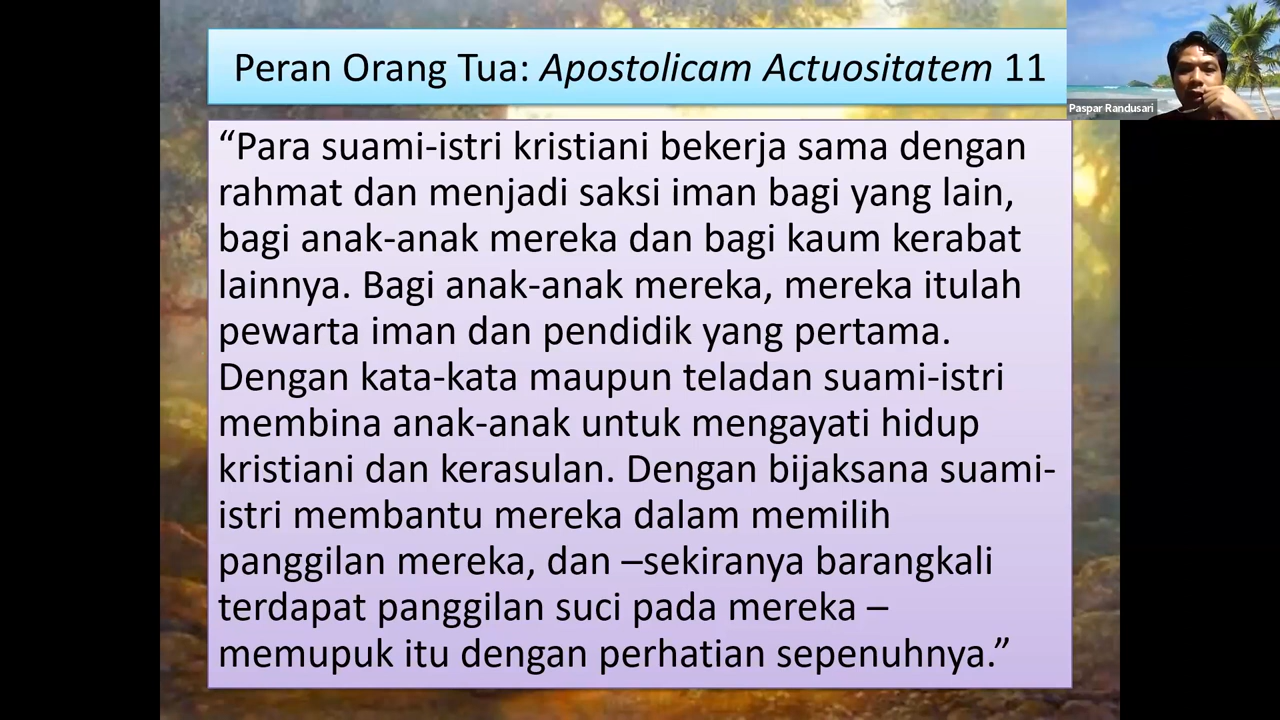 Peran Orang Tua: Apostolicam Actuositatem 11
Paspar Randusari
“Para suami-istri kristiani bekerja sama dengan
rahmat dan menjadi saksi iman bagi yang lain,
bagi anak-anak mereka dan bagi kaum kerabat
lainnya. Bagi anak-anak mereka, mereka itulah
pewarta iman dan pendidik yang pertama.
Dengan kata-kata maupun teladan suami-istri
membina anak-anak untuk mengayati hidup
kristiani dan kerasulan. Dengan bijaksana suami-
istri membantu mereka dalam memilih
panggilan mereka, dan –sekiranya barangkali
terdapat panggilan suci pada mereka –
memupuk itu dengan perhatian sepenuhnya.”